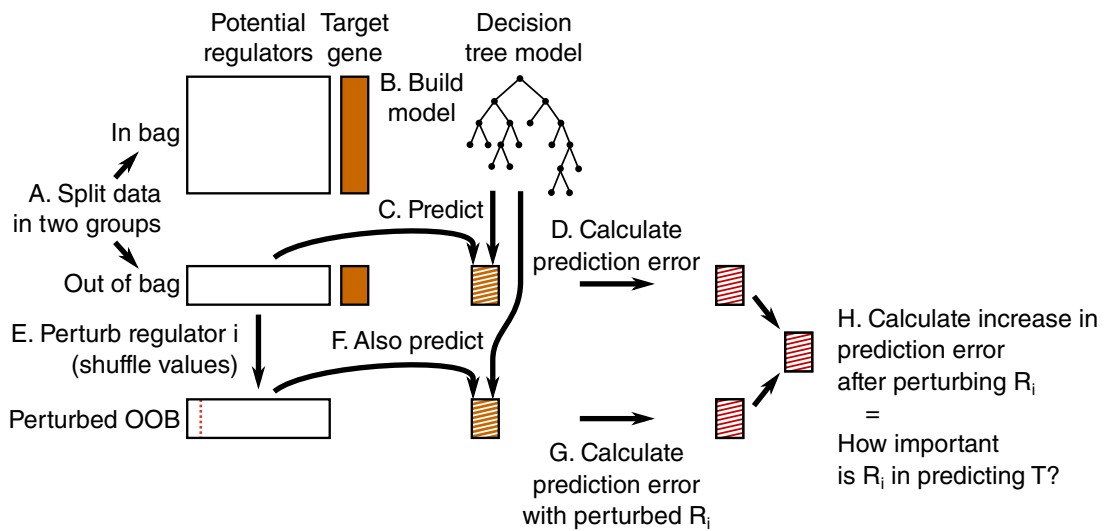 Potential
regulators
Target
gene
Decision
tree model
B. Build
model
In bag
A. Split data
in two groups
C. Predict
D. Calculate
prediction error
Out of bag
E. Perturb regulator i
(shuffle values)
F. Also predict
H. Calculate increase in
prediction error
after perturbing Rᵢ
=
How important
is Rᵢ in predicting T?
Perturbed OOB
G. Calculate
prediction error
with perturbed Rᵢ